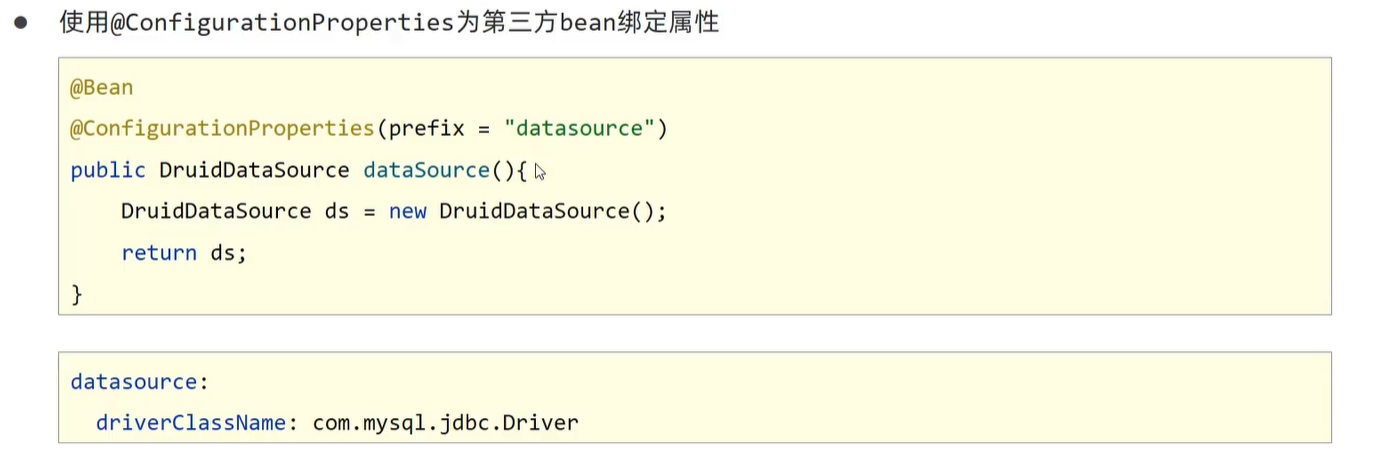 ● 使用@ConfigurationProperties为第三方bean绑定属性
@Bean
@ConfigurationProperties(prefix = "datasource")
public DruidDataSource dataSource(){
    DruidDataSource ds = new DruidDataSource();
    return ds;
}
datasource:
  driverClassName: com.mysql.jdbc.Driver